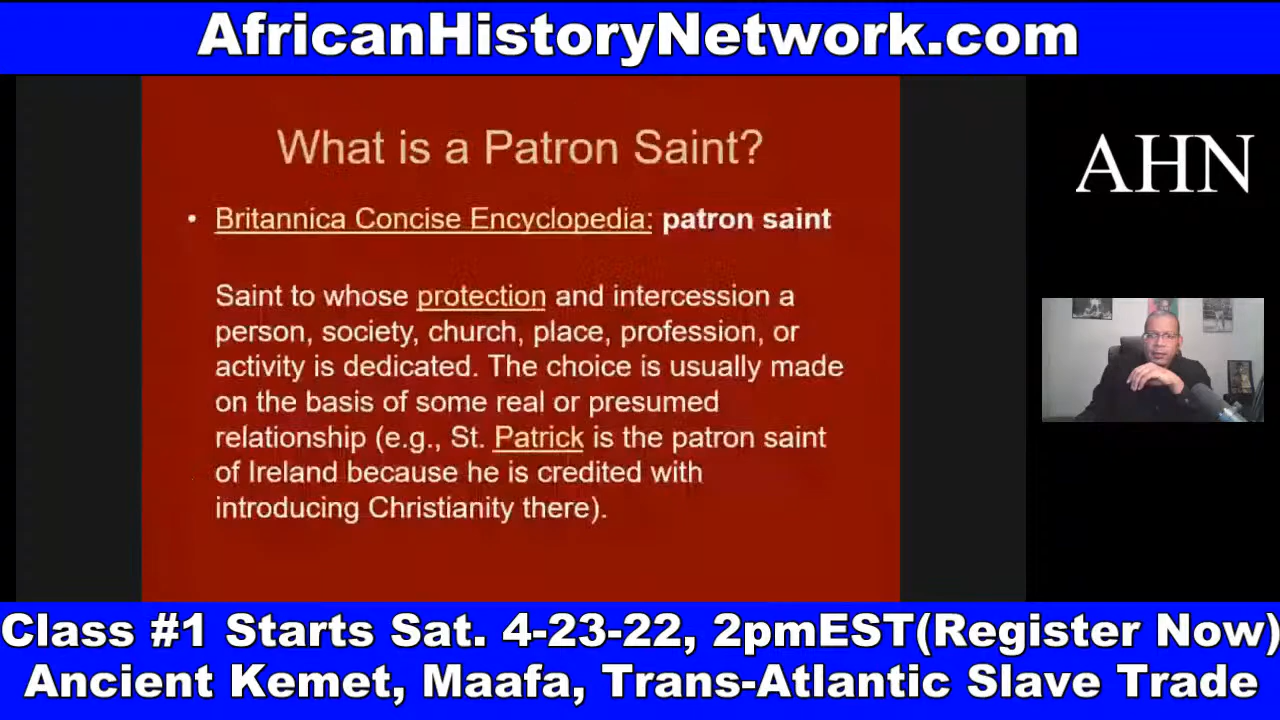 AfricanHistoryNetwork.com
What is a Patron Saint?
• Britannica Concise Encyclopedia: patron saint
Saint to whose protection and intercession a
person, society, church, place, profession, or
activity is dedicated. The choice is usually made
on the basis of some real or presumed
relationship (e.g., St. Patrick is the patron saint
of Ireland because he is credited with
introducing Christianity there).
AHN
Class #1 Starts Sat. 4-23-22, 2pmEST(Register Now)
Ancient Kemet, Maafa, Trans-Atlantic Slave Trade